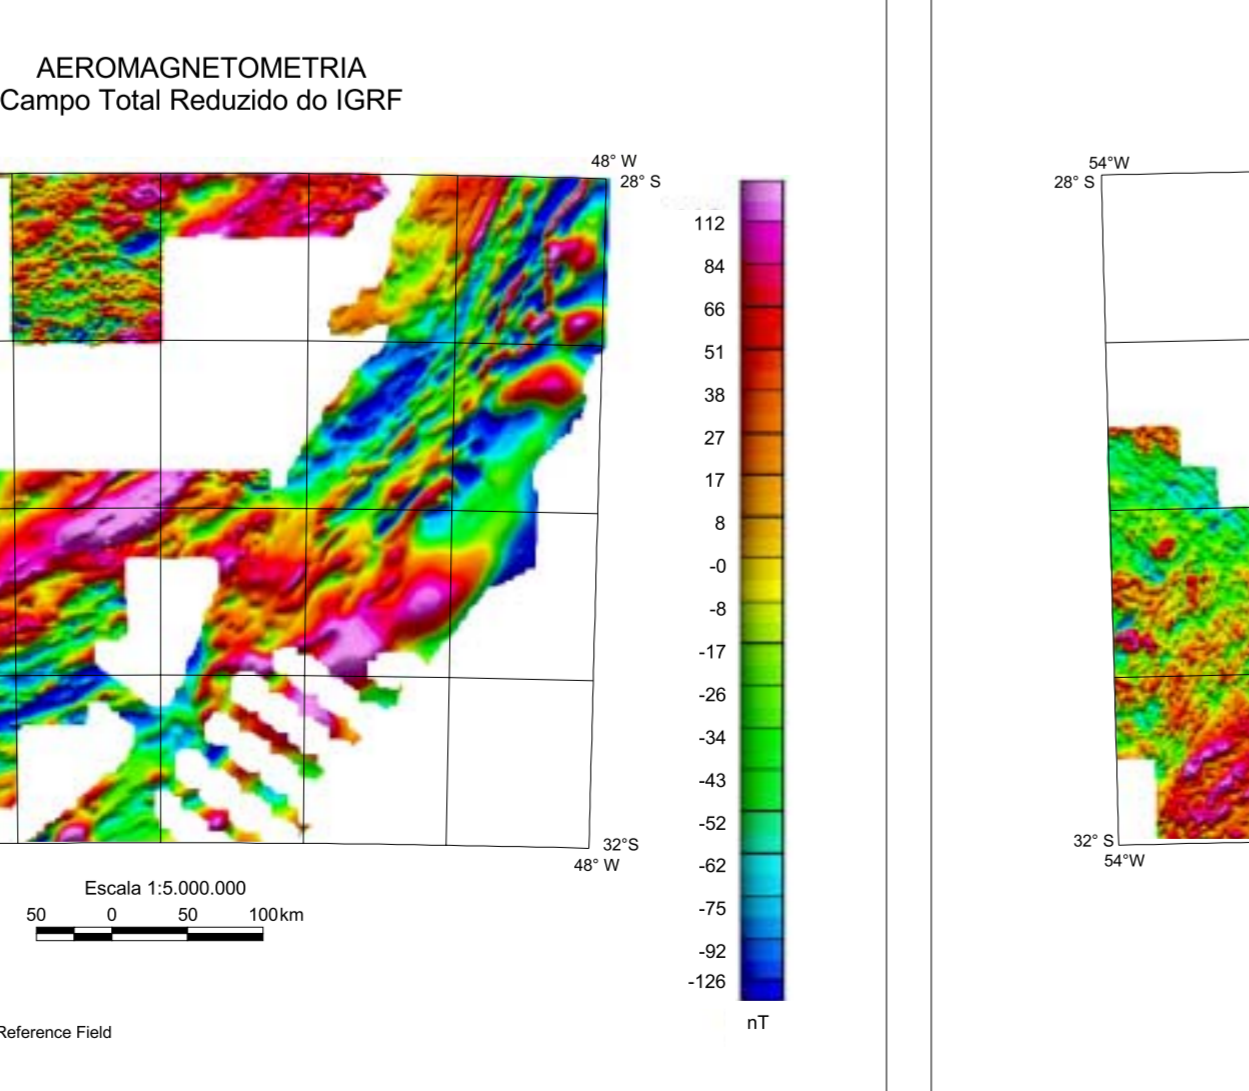 AEROMAGNETOMETRIA
Campo Total Reduzido do IGRF
48° W
28° S
112
84
66
51
38
27
17
8
-0
-8
-17
-26
-34
-43
-52
-62
-75
-92
-126
nT
32°S
48° W
Escala 1:5.000.000
50 0 50 100km
Reference Field
54°W
28° S
32° S
54°W